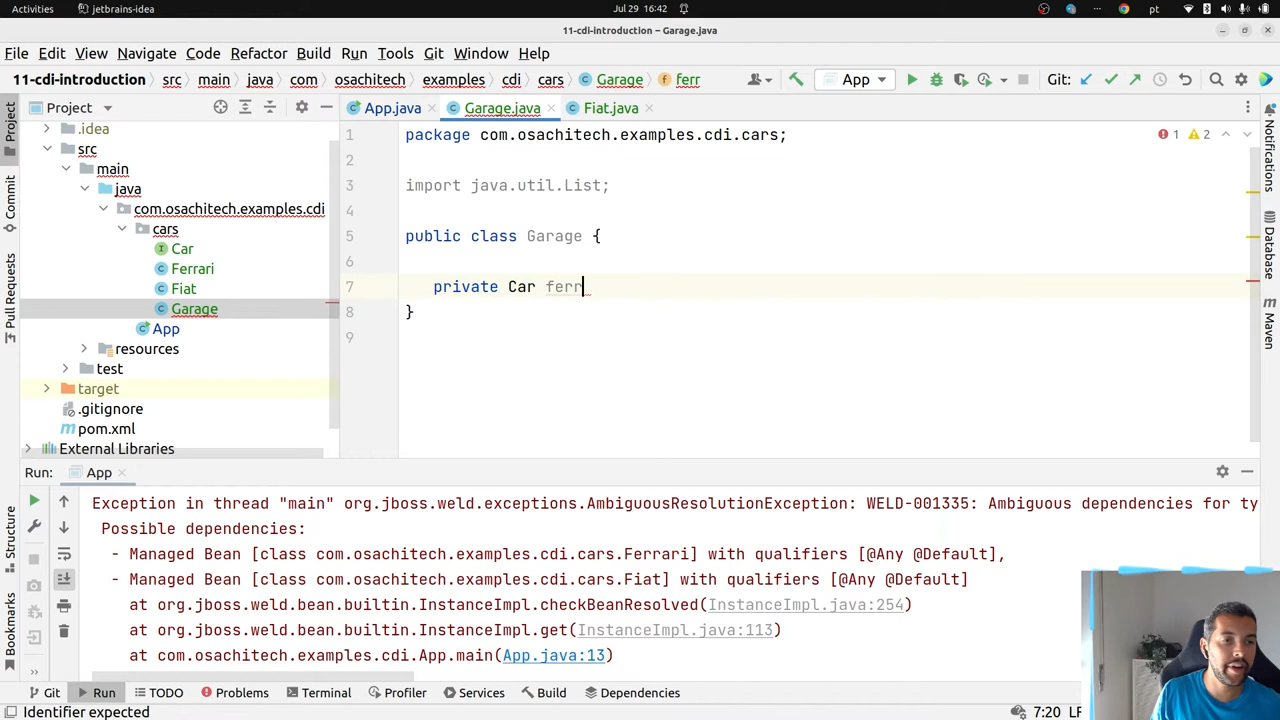 Activities
jetbrains-idea
Jul 29 16:42
pt
11-cdi-introduction – Garage.java
File Edit View Navigate Code Refactor Build Run Tools Git Window Help
11-cdi-introduction src main java com osachitech examples cdi cars Garage ferr
App
Git:
Project
App.java
Garage.java
Fiat.java
.idea
src
main
java
com.osachitech.examples.cdi
cars
Car
Ferrari
Fiat
Garage
App
resources
test
target
.gitignore
pom.xml
External Libraries
1 package com.osachitech.examples.cdi.cars;
2
3 import java.util.List;
4
5 public class Garage {
6
7 private Car ferr
8 }
9
1 2
Project
Commit
Pull Requests
Structure
Bookmarks
Notifications
Database
Maven
Run: App
Exception in thread "main" org.jboss.weld.exceptions.AmbiguousResolutionException: WELD-001335: Ambiguous dependencies for ty
Possible dependencies:
- Managed Bean [class com.osachitech.examples.cdi.cars.Ferrari] with qualifiers [@Any @Default],
- Managed Bean [class com.osachitech.examples.cdi.cars.Fiat] with qualifiers [@Any @Default]
at org.jboss.weld.bean.builtin.InstanceImpl.checkBeanResolved(InstanceImpl.java:254)
at org.jboss.weld.bean.builtin.InstanceImpl.get(InstanceImpl.java:113)
at com.osachitech.examples.cdi.App.main(App.java:13)
Git Run TODO Problems Terminal Profiler Services Build Dependencies
Identifier expected
7:20 LF